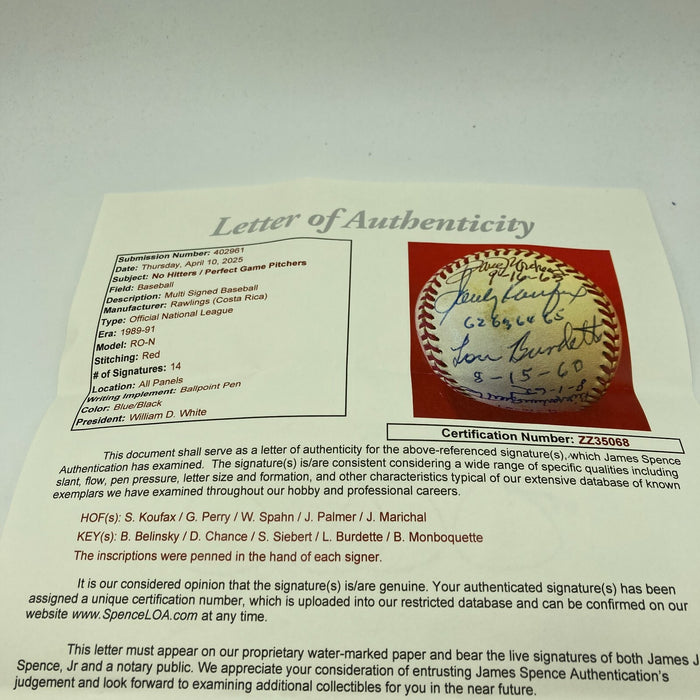 Letter of Authenticity
Submission Number: 402961
Date: Thursday, April 10, 2025
Subject: No Hitters / Perfect Game Pitchers
Field: Baseball
Description: Multi Signed Baseball
Manufacturer: Rawlings (Costa Rica)
Type: Official National League
Era: 1989-91
Model: RO-N
Stitching: Red
# of Signatures: 14
Location: All Panels
Writing Implement: Ballpoint Pen
Color: Blue/Black
President: William D. White
Sandy Koufax
62 63 64 65
Lou Burdette
8-15-60
Certification Number: ZZ35068
This document shall serve as a letter of authenticity for the above-referenced signature(s), which James Spence
Authentication has examined. The signature(s) is/are consistent considering a wide range of specific qualities including
slant, flow, pen pressure, letter size and formation, and other characteristics typical of our extensive database of known
exemplars we have examined throughout our hobby and professional careers.
HOF(s): S. Koufax / G. Perry / W. Spahn / J. Palmer / J. Marichal
KEY(s): B. Belinsky / D. Chance / S. Siebert / L. Burdette / B. Monboquette
The inscriptions were penned in the hand of each signer.
It is our considered opinion that the signature(s) is/are genuine. Your authenticated signature(s) has been
assigned a unique certification number, which is uploaded into our restricted database and can be confirmed on our
website www.SpenceLOA.com at any time.
This letter must appear on our proprietary water-marked paper and bear the live signatures of both James J
Spence, Jr and a notary public. We appreciate your consideration of entrusting James Spence Authentication's
judgement and look forward to examining additional collectibles for you in the near future.